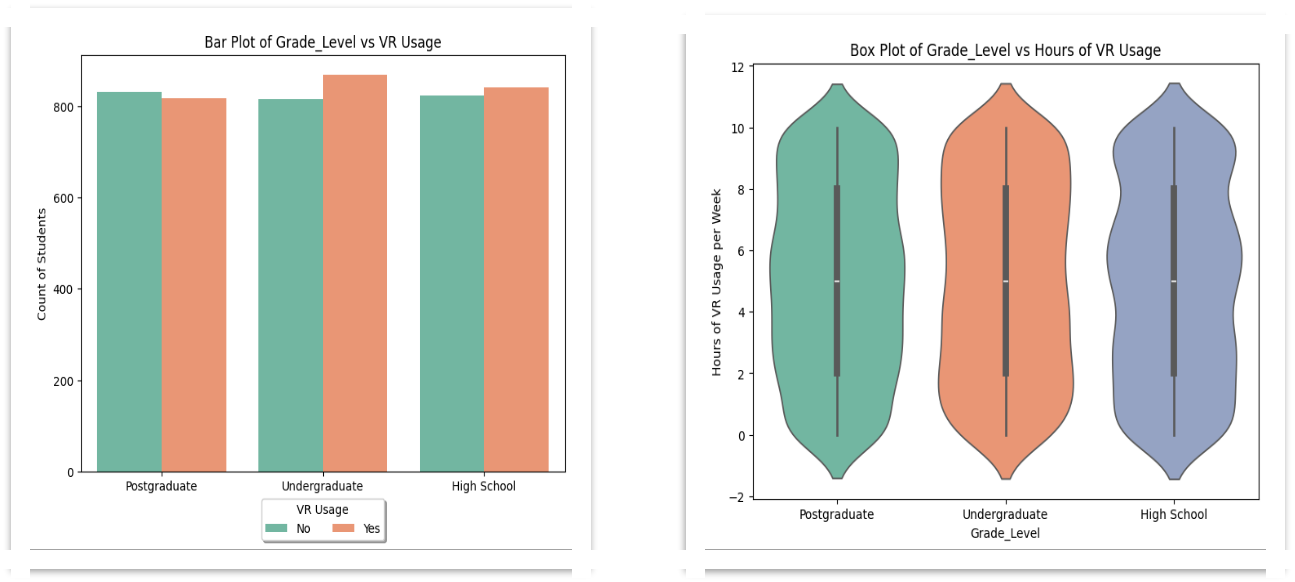 Bar Plot of Grade_Level vs VR Usage
Count of Students
800
600
400
200
0
Postgraduate Undergraduate High School
VR Usage
No Yes
Box Plot of Grade_Level vs Hours of VR Usage
Hours of VR Usage per Week
12
10
8
6
4
2
0
−2
Postgraduate Undergraduate High School
Grade_Level